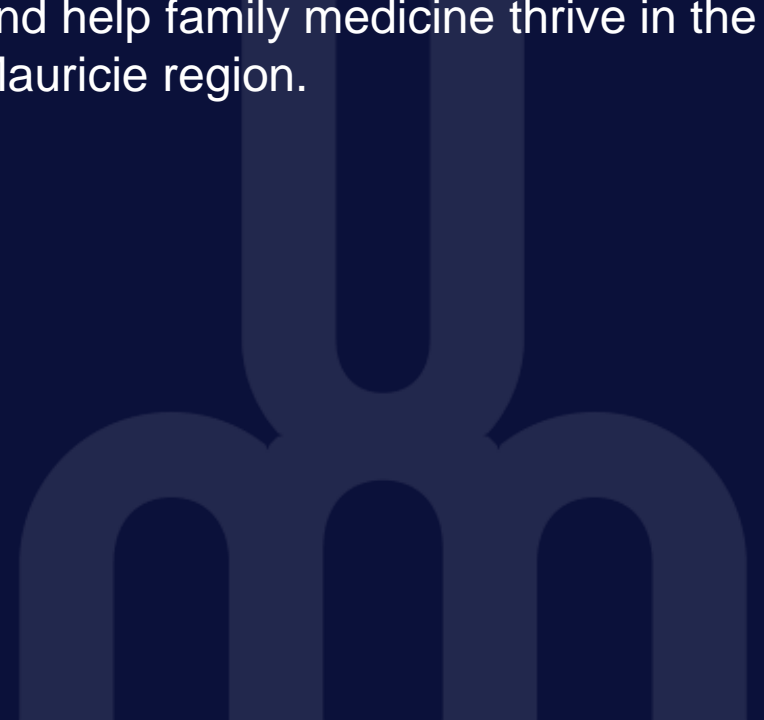 nd help family medicine thrive in the
lauricie region.